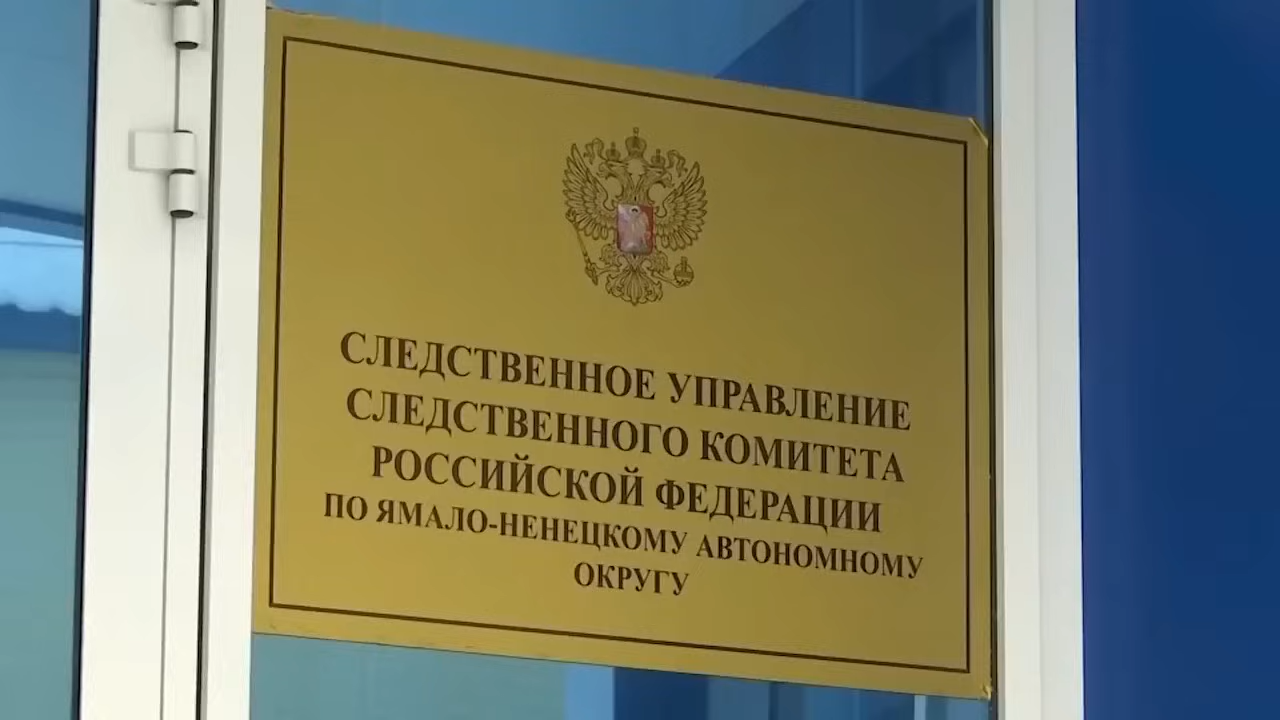 СЛЕДСТВЕННОЕ УПРАВЛЕНИЕ
СЛЕДСТВЕННОГО КОМИТЕТА
РОССИЙСКОЙ ФЕДЕРАЦИИ
ПО ЯМАЛО-НЕНЕЦКОМУ АВТОНОМНОМУ
ОКРУГУ